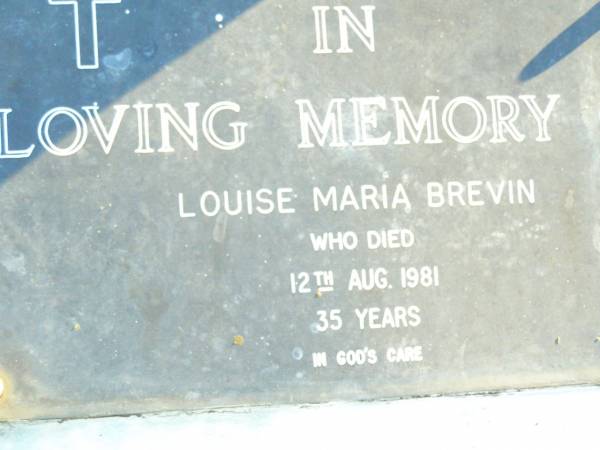 IN
LOVING MEMORY
LOUISE MARIA BREVIN
WHO DIED
12TH AUG. 1981
35 YEARS
IN GOD'S CARE